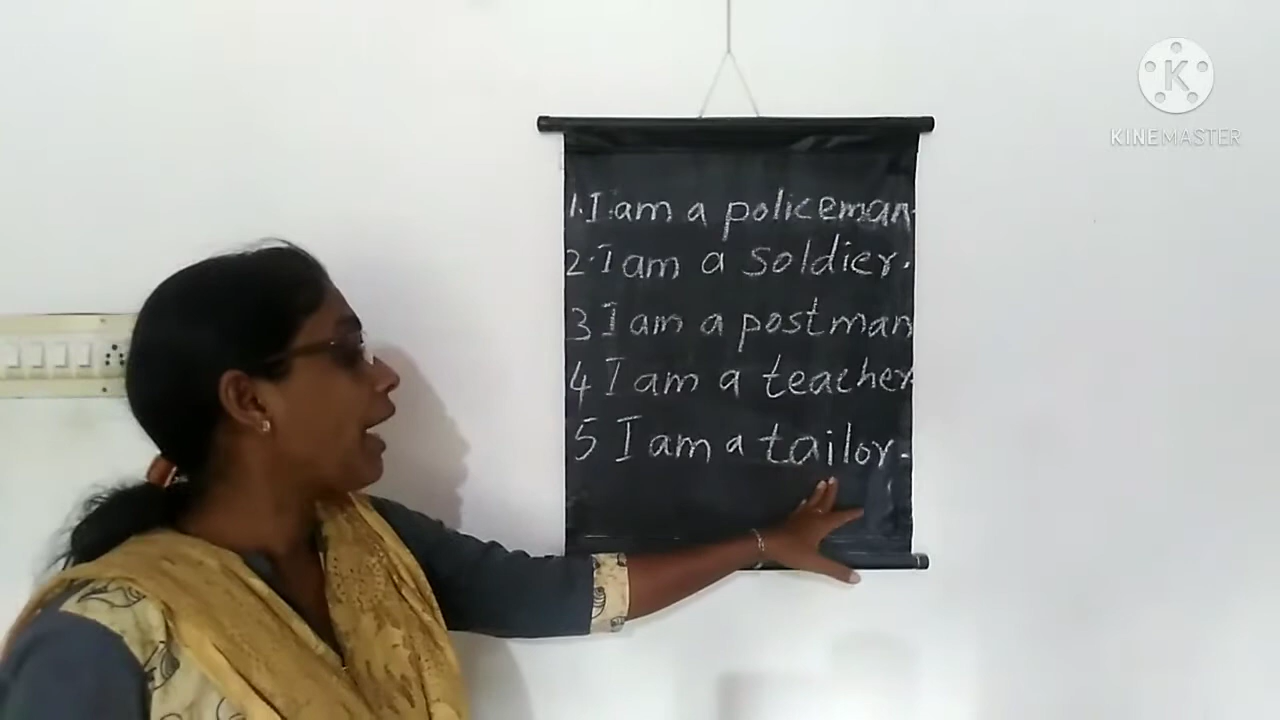 KINEMASTER
1. I am a policeman.
2. I am a soldier.
3 I am a postman
4 I am a teacher.
5 I am a tailor.